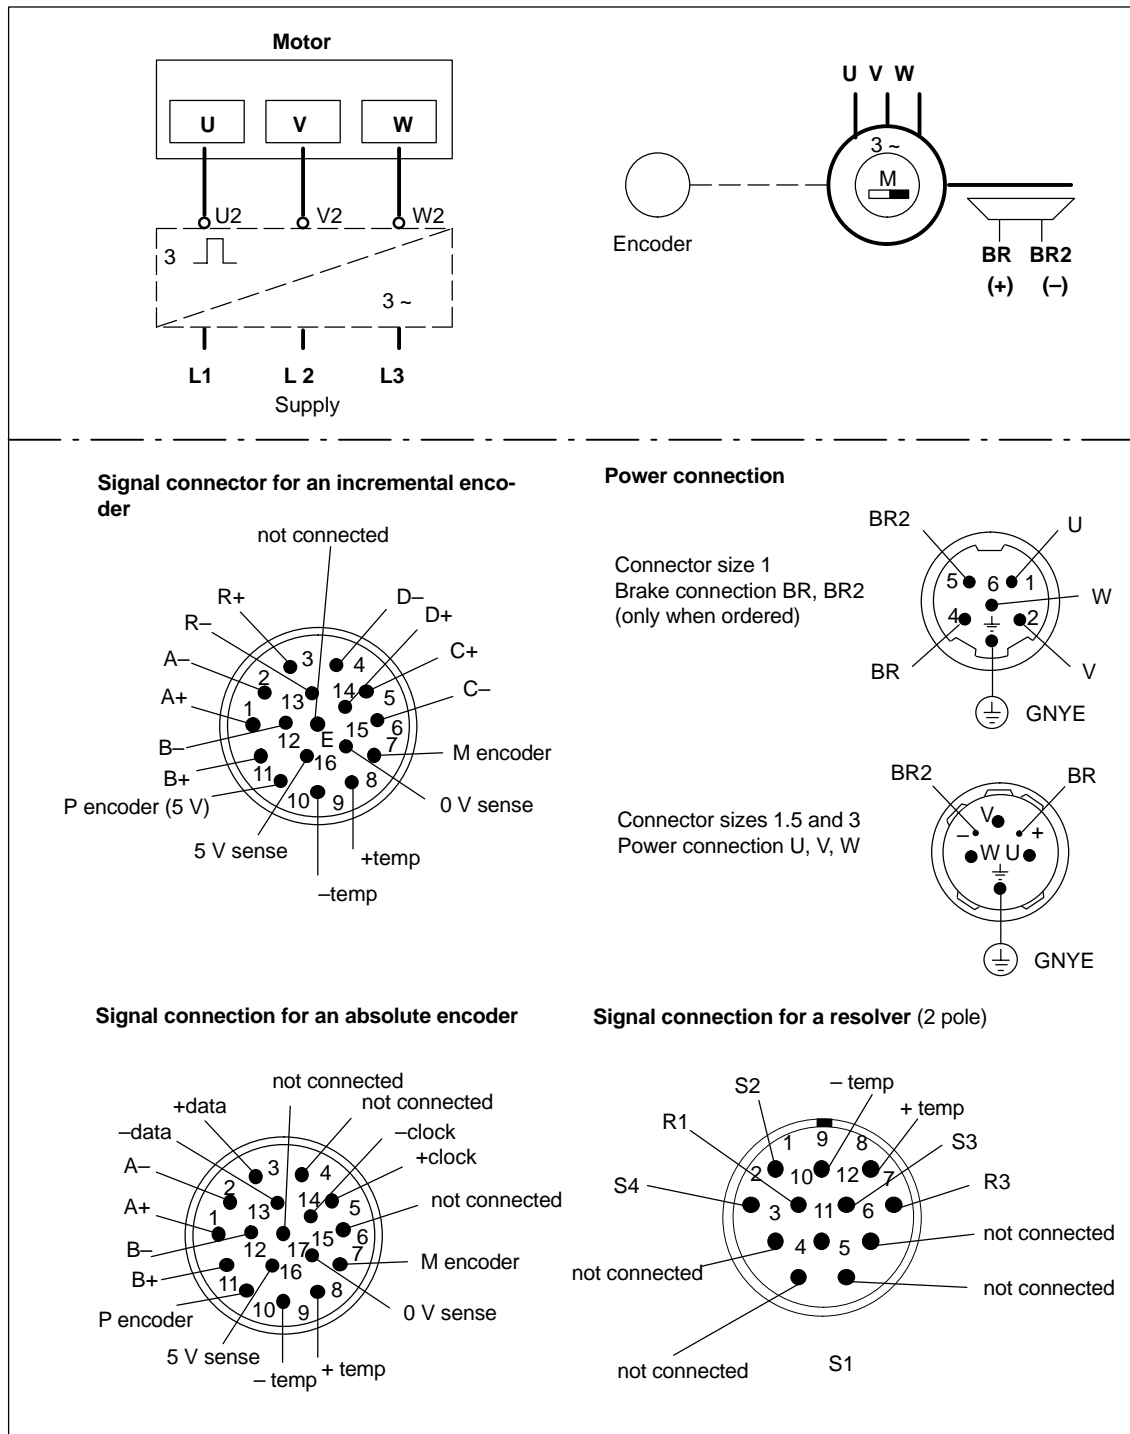 Motor
U V W
U V W
3 ~
M
U2 V2 W2
3
3 ~
Encoder
BR BR2
(+) (–)
L1 L 2 L3
Supply
Signal connector for an incremental enco-
der
not connected
R+
R–
A–
A+
B–
B+
P encoder (5 V)
5 V sense
–temp
+temp
0 V sense
M encoder
C–
C+
D+
D–
3 4
2 13 14 5
1 15 6
12 E 7
11 16 8
10 9
Power connection
Connector size 1
Brake connection BR, BR2
(only when ordered)
BR2 U
5 6 1
W
4 2
BR V
GNYE
Connector sizes 1.5 and 3
Power connection U, V, W
BR2 BR
V
– +
W U
GNYE
Signal connection for an absolute encoder
not connected
not connected
+data
–data
–clock
+clock
A–
A+
not connected
B–
B+
M encoder
P encoder
0 V sense
5 V sense
– temp
+ temp
3 4
2 13 14 5
1 15 6
12 17 7
11 16 8
10 9
Signal connection for a resolver (2 pole)
S2 – temp
+ temp
R1 S3
S4 R3
1 9 8
2 10 12 7
3 11 6
4 5
not connected
not connected
not connected
not connected
S1